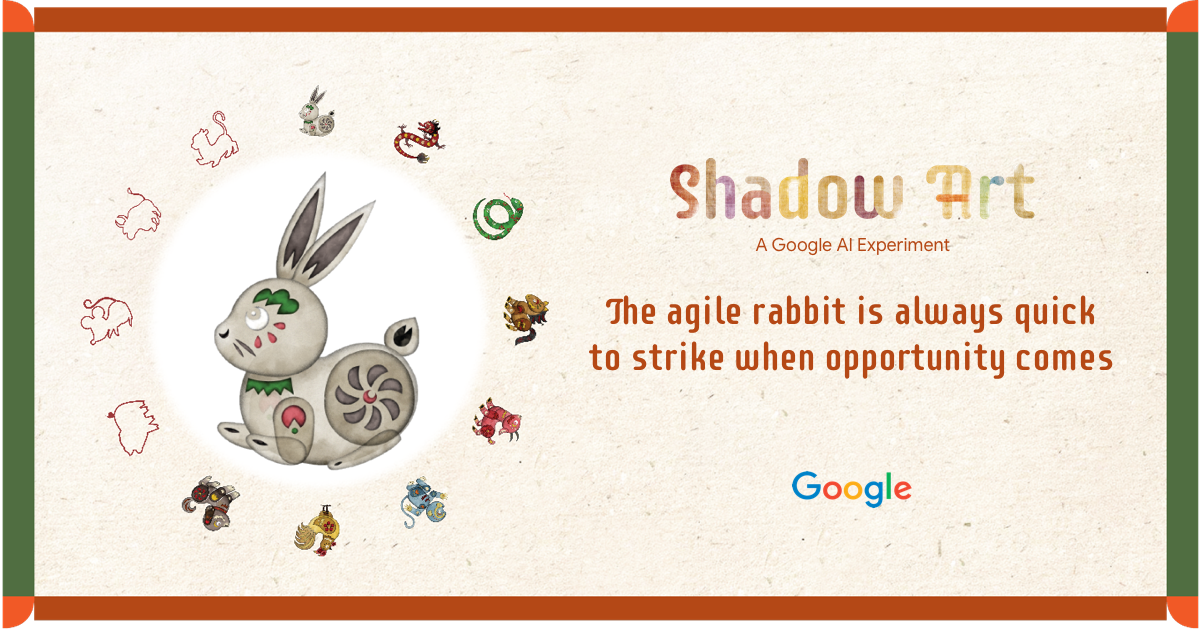 Shadow Art
A Google AI Experiment
The agile rabbit is always quick
to strike when opportunity comes
Google